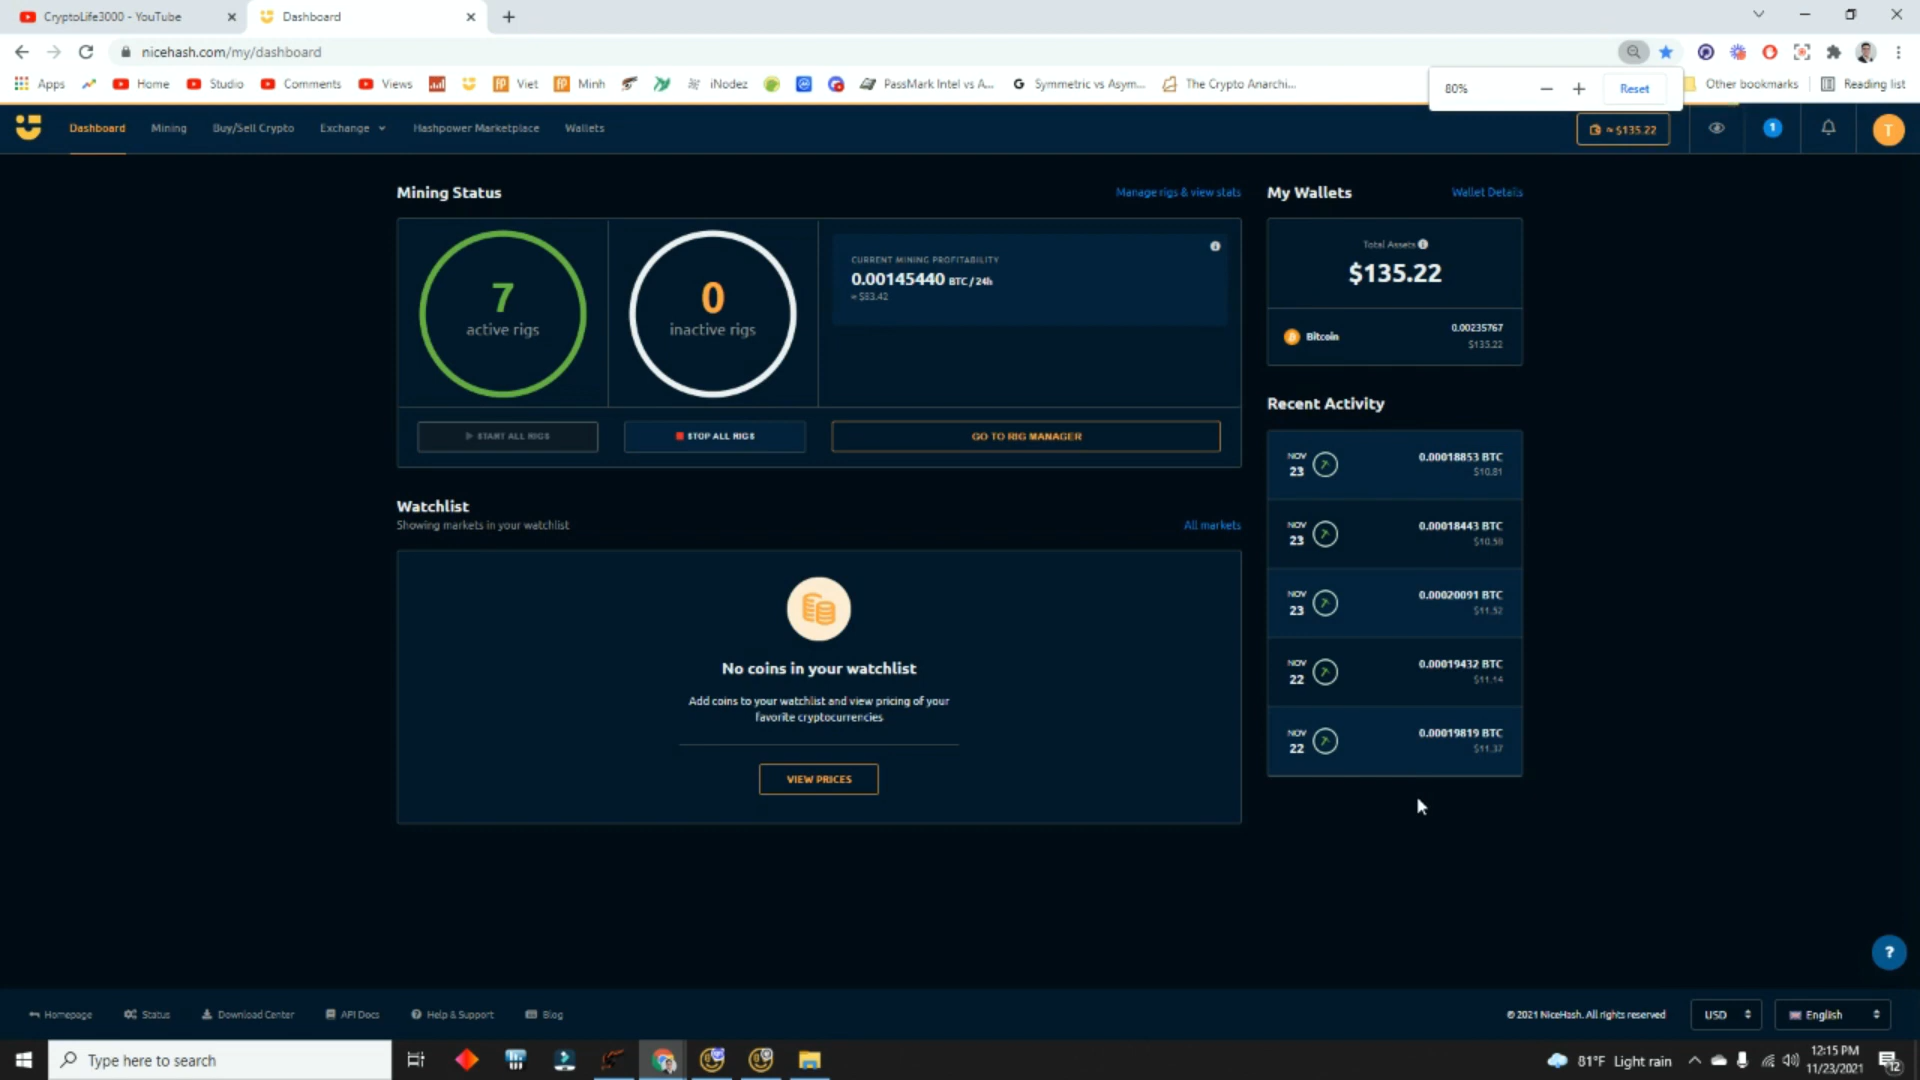 CryptoLife3000 - YouTube
Dashboard
nicehash.com/my/dashboard
Apps
Home
Studio
Comments
Views
Viet
Minh
iNodez
PassMark Intel vs A...
Symmetric vs Asym...
The Crypto Anarchi...
80%
Reset
Other bookmarks
Reading list
Dashboard
Mining
Buy/Sell Crypto
Exchange
Hashpower Marketplace
Wallets
≈ $135.22
1
T
Mining Status
Manage rigs & view stats
7
active rigs
0
inactive rigs
CURRENT MINING PROFITABILITY
0.00145440 BTC / 24h
≈ $83.42
START ALL RIGS
STOP ALL RIGS
GO TO RIG MANAGER
Watchlist
Showing markets in your watchlist
All markets
No coins in your watchlist
Add coins to your watchlist and view pricing of your
favorite cryptocurrencies
VIEW PRICES
My Wallets
Wallet Details
Total Assets
$135.22
Bitcoin
0.00235767
$135.22
Recent Activity
NOV
23
0.00018853 BTC
$10.81
NOV
23
0.00018443 BTC
$10.58
NOV
23
0.00020091 BTC
$11.52
NOV
22
0.00019432 BTC
$11.14
NOV
22
0.00019819 BTC
$11.37
?
Homepage
Status
Download Center
API Docs
Help & Support
Blog
© 2021 NiceHash. All rights reserved
USD
English
Type here to search
81°F Light rain
12:15 PM
11/23/2021
12